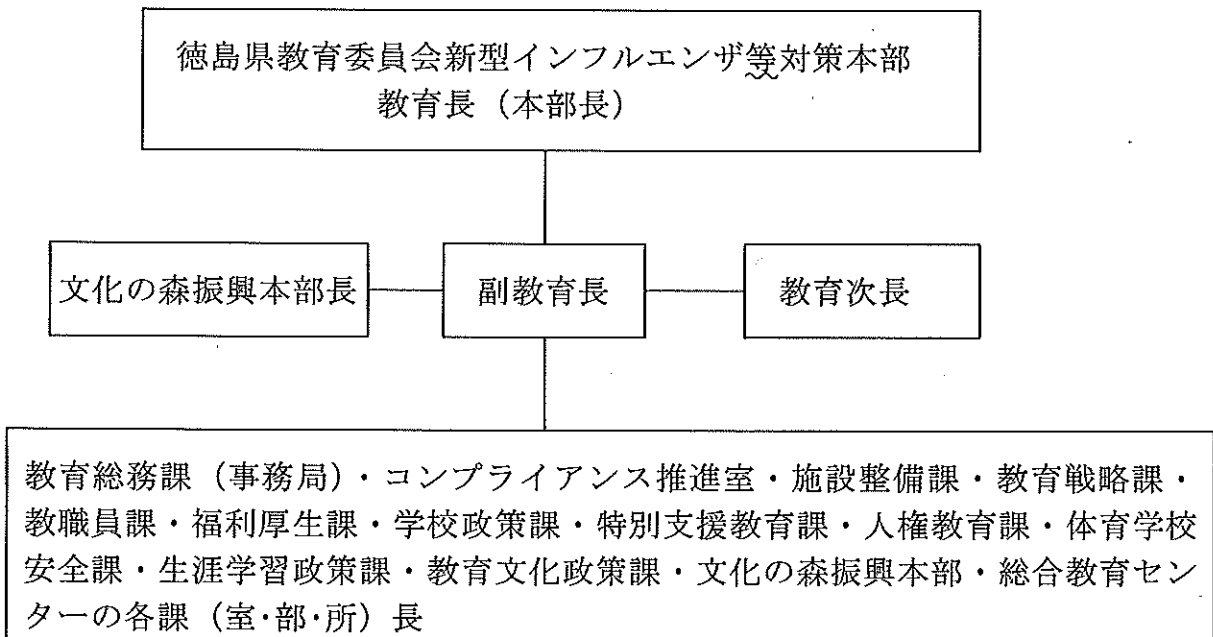 徳島県教育委員会新型インフルエンザ等対策本部
教育長（本部長）
文化の森振興本部長
副教育長
教育次長
教育総務課（事務局）・コンプライアンス推進室・施設整備課・教育戦略課・
教職員課・福利厚生課・学校政策課・特別支援教育課・人権教育課・体育学校
安全課・生涯学習政策課・教育文化政策課・文化の森振興本部・総合教育セン
ターの各課（室・部・所）長